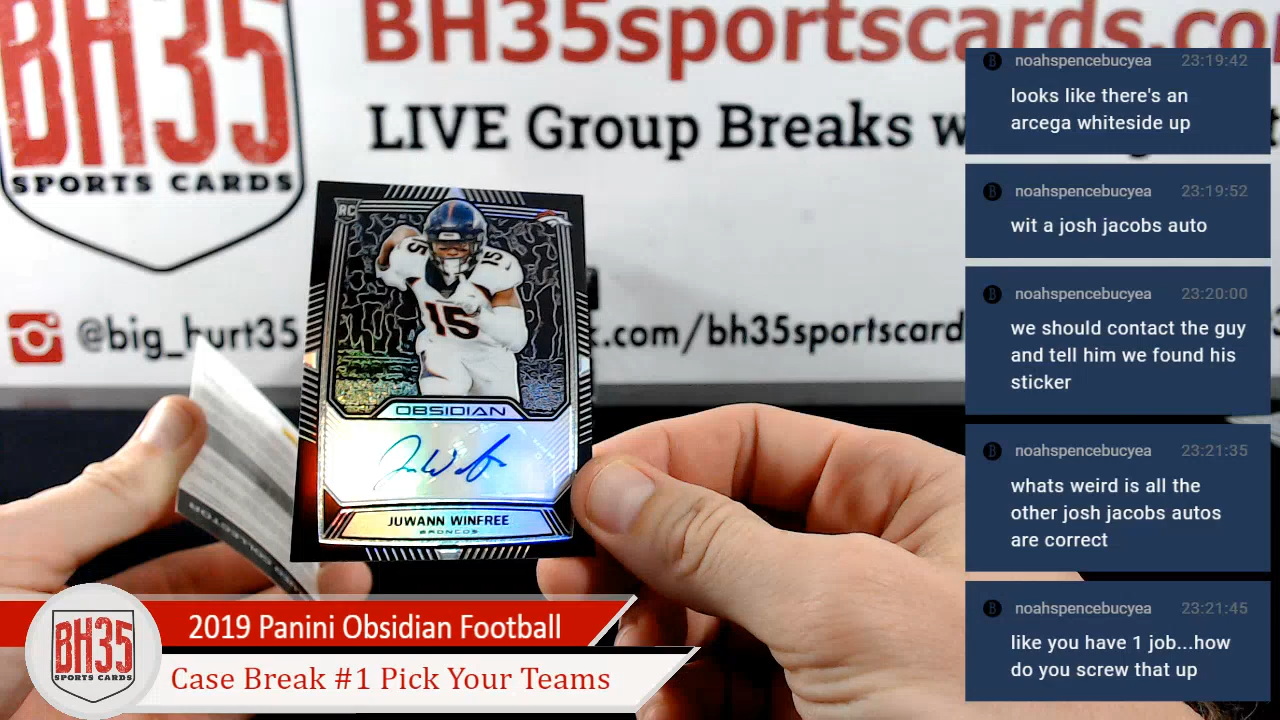 BH35
SPORTS CARDS
BH35sportscards.co
LIVE Group Breaks w
@big_hurt35
k.com/bh35sportscard
RC
15
15
15
OBSIDIAN
JUWANN WINFREE
BRONCOS
BH35
SPORTS CARDS
2019 Panini Obsidian Football
Case Break #1 Pick Your Teams
noahspencebucyea 23:19:42
looks like there's an
arcega whiteside up
noahspencebucyea 23:19:52
wit a josh jacobs auto
noahspencebucyea 23:20:00
we should contact the guy
and tell him we found his
sticker
noahspencebucyea 23:21:35
whats weird is all the
other josh jacobs autos
are correct
noahspencebucyea 23:21:45
like you have 1 job...how
do you screw that up